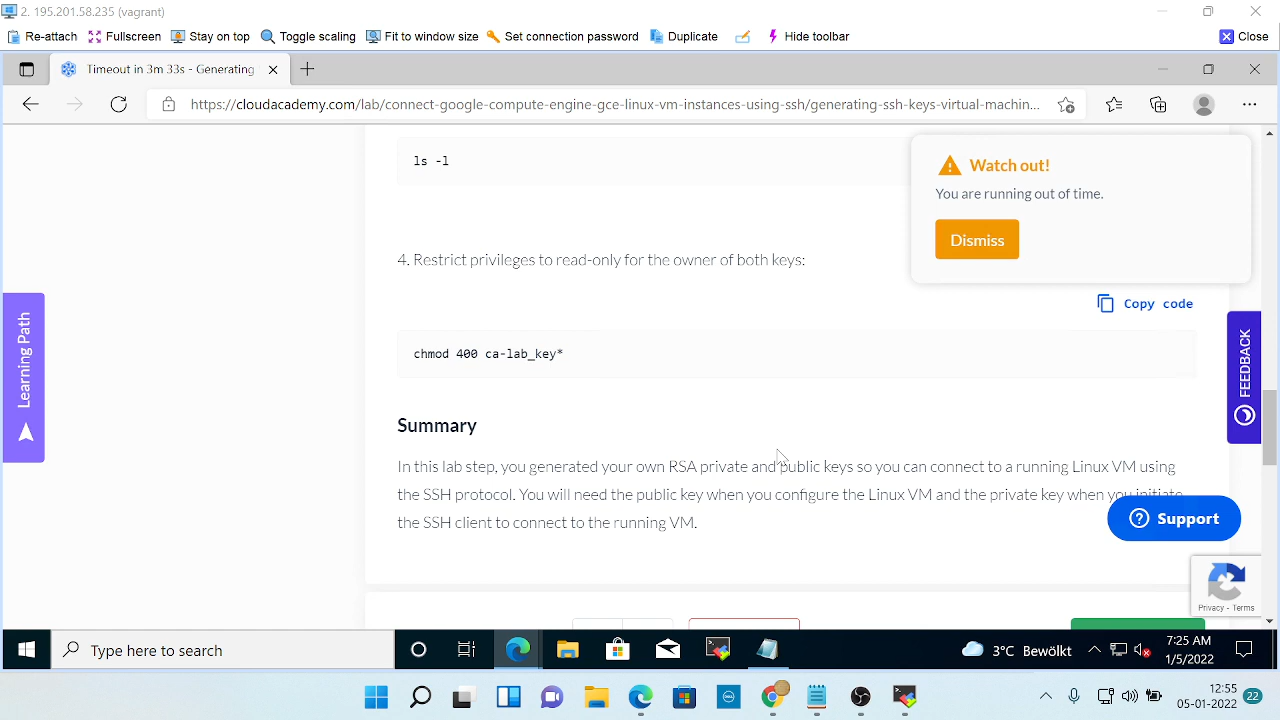 2. 195.201.58.235 (vagrant)
Re-attach Fullscreen Stay on top Toggle scaling Fit to window size Set connection password Duplicate Hide toolbar Close
Timeout in 3m 33s - Generating
https://cloudacademy.com/lab/connect-google-compute-engine-gce-linux-vm-instances-using-ssh/generating-ssh-keys-virtual-machin...
ls -l
Watch out!
You are running out of time.
Dismiss
4. Restrict privileges to read-only for the owner of both keys:
Copy code
chmod 400 ca-lab_key*
Learning Path
FEEDBACK
Summary
In this lab step, you generated your own RSA private and public keys so you can connect to a running Linux VM using
the SSH protocol. You will need the public key when you configure the Linux VM and the private key when you initiate
the SSH client to connect to the running VM.
Support
Privacy - Terms
Type here to search
3°C Bewölkt
7:25 AM
1/5/2022
DELL
12:55
05-01-2022
22